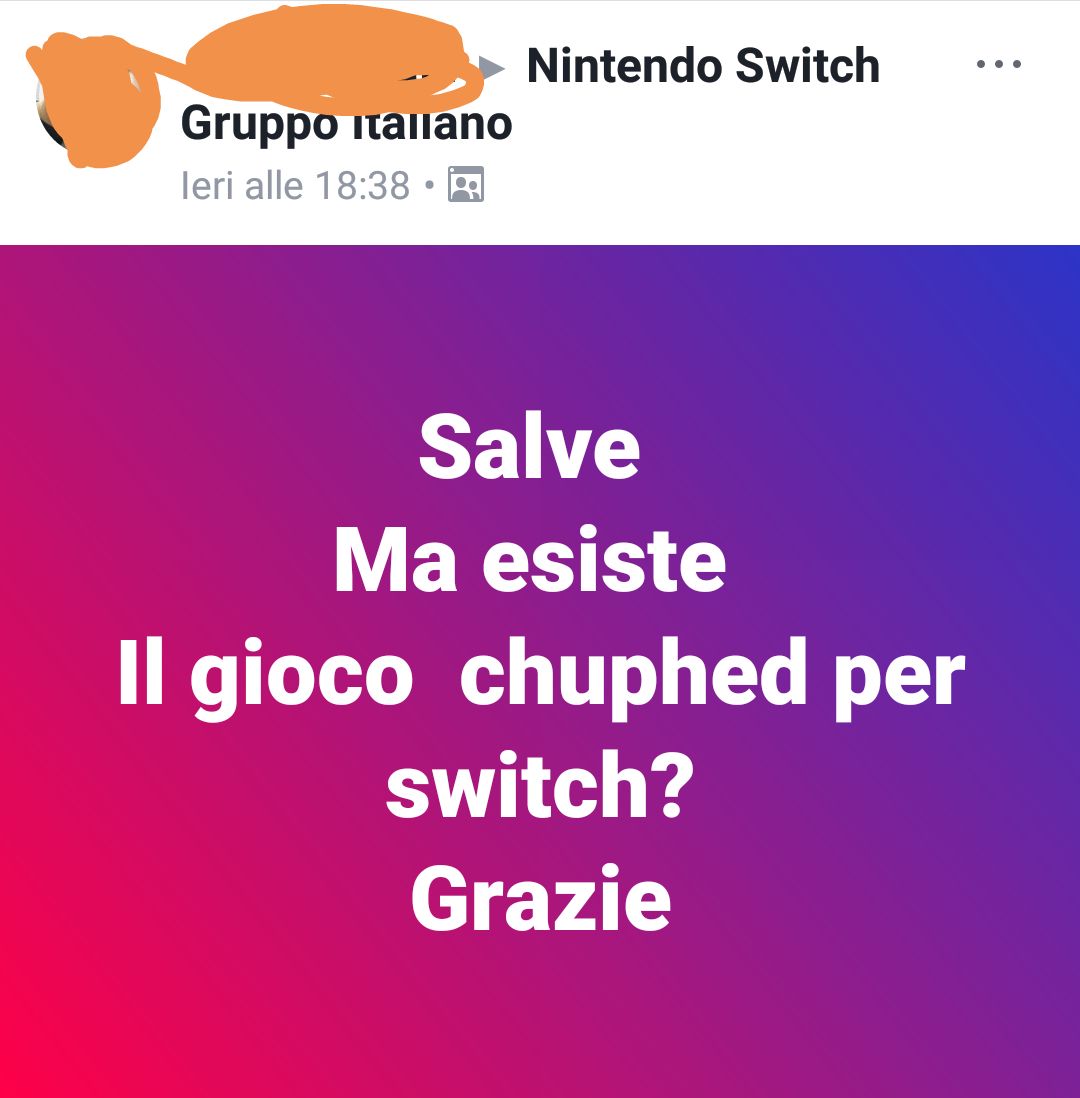 Nintendo Switch
Gruppo Italiano
Ieri alle 18:38 •
Salve
Ma esiste
Il gioco chuphed per
switch?
Grazie